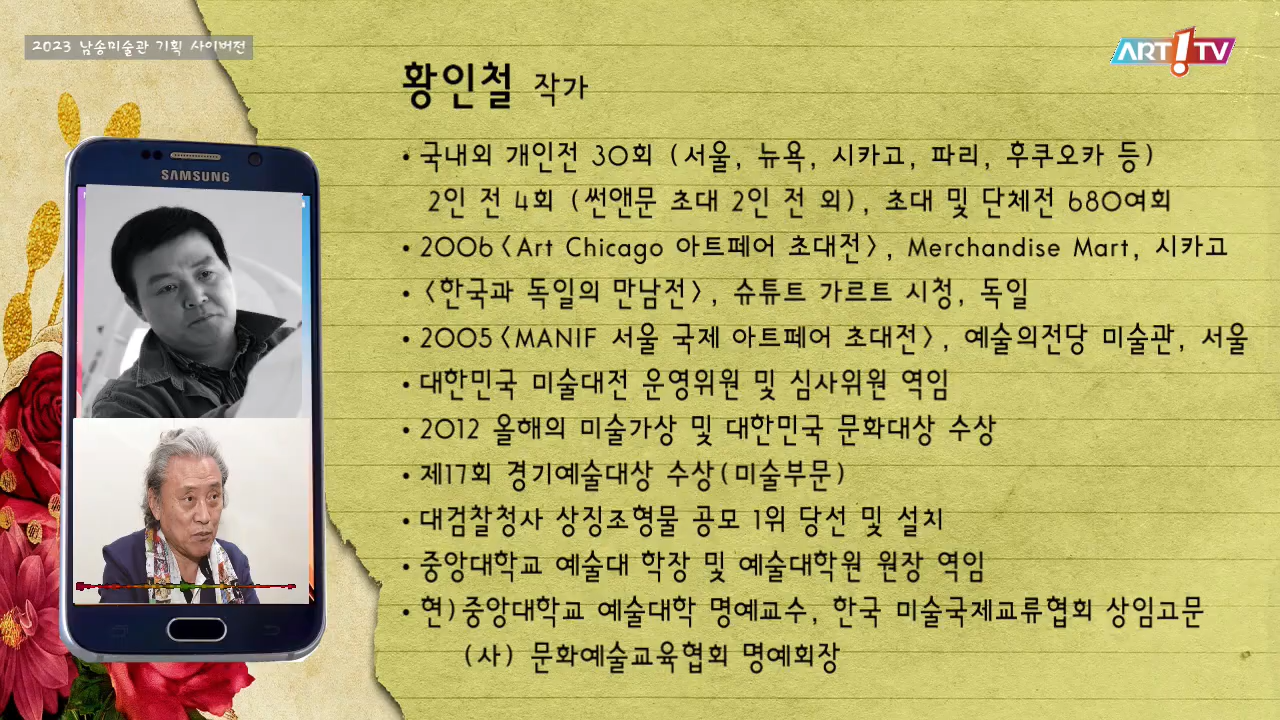 2023 남송미술관 기획 사이버전
ART!TV
황인철 작가
SAMSUNG
• 국내외 개인전 30회 (서울, 뉴욕, 시카고, 파리, 후쿠오카 등)
2인 전 4회 (썬앤문 초대 2인 전 외), 초대 및 단체전 680여회
• 2006<Art Chicago 아트페어 초대전>, Merchandise Mart, 시카고
• <한국과 독일의 만남전>, 슈튜트 가르트 시청, 독일
• 2005<MANIF 서울 국제 아트페어 초대전>, 예술의전당 미술관, 서울
• 대한민국 미술대전 운영위원 및 심사위원 역임
• 2012 올해의 미술가상 및 대한민국 문화대상 수상
• 제17회 경기예술대상 수상(미술부문)
• 대검찰청사 상징조형물 공모 1위 당선 및 설치
• 중앙대학교 예술대 학장 및 예술대학원 원장 역임
• 현)중앙대학교 예술대학 명예교수, 한국 미술국제교류협회 상임고문
(사) 문화예술교육협회 명예회장